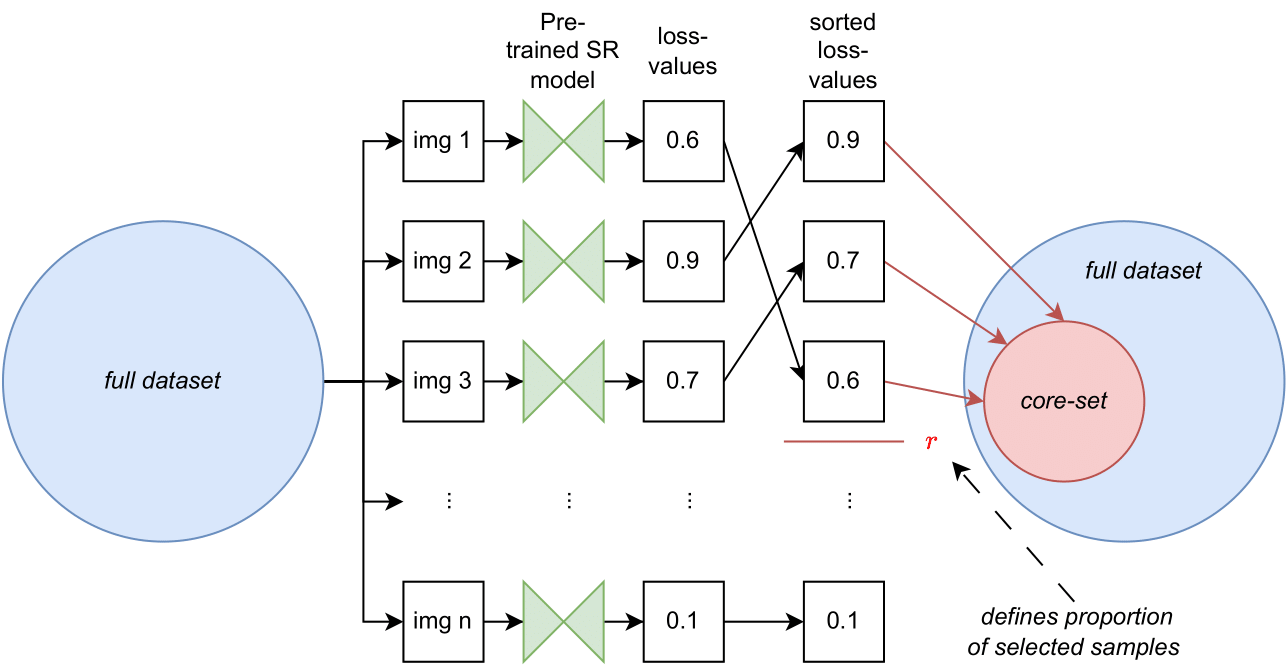 Pre-
trained SR
model
loss-
values
sorted
loss-
values
img 1
0.6
0.9
img 2
0.9
0.7
full dataset
img 3
0.7
0.6
full dataset
core-set
r
...
...
...
...
img n
0.1
0.1
defines proportion
of selected samples